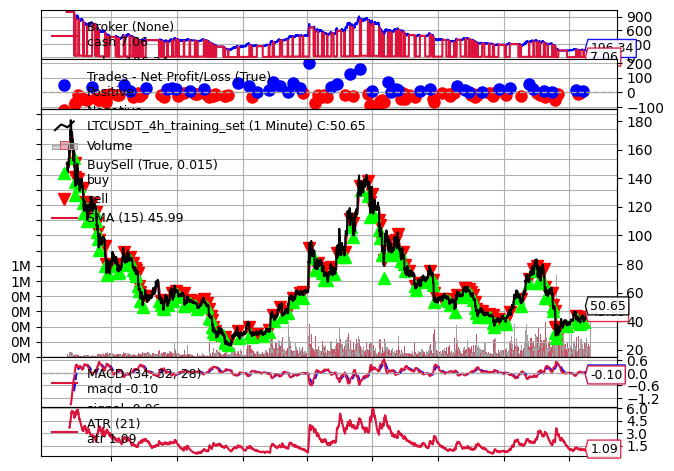 Broker (None)
cash 7.06
900
600
300
106.34
7.06
Trades - Net Profit/Loss (True)
Positive
200
100
0
−100
LTCUSDT_4h_training_set (1 Minute) C:50.65
Volume
BuySell (True, 0.015)
buy
sell
SMA (15) 45.99
180
160
140
120
100
80
60
40
20
50.65
1M
1M
0M
0M
0M
0M
0M
MACD (34, 32, 28)
macd -0.10
0.6
0.0
−0.6
−1.2
-0.10
ATR (21)
atr 1.09
6.0
4.5
3.0
1.5
1.09